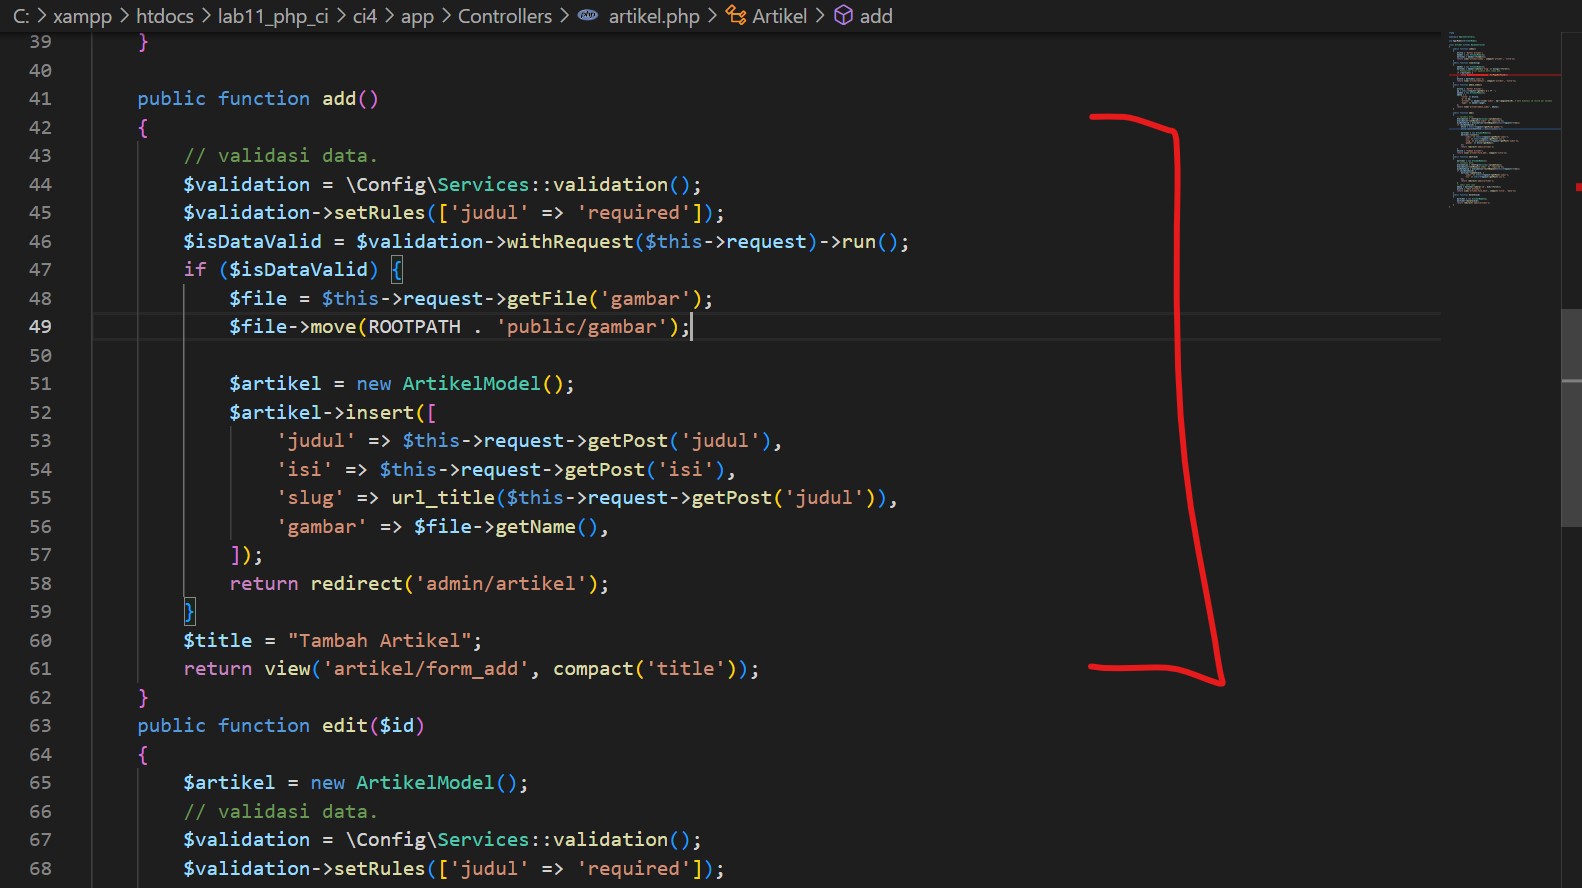 C: > xampp > htdocs > lab11_php_ci > ci4 > app > Controllers > artikel.php > Artikel > add
39 }
40
41 public function add()
42 {
43 // validasi data.
44 $validation = \Config\Services::validation();
45 $validation->setRules(['judul' => 'required']);
46 $isDataValid = $validation->withRequest($this->request)->run();
47 if ($isDataValid) {
48 $file = $this->request->getFile('gambar');
49 $file->move(ROOTPATH . 'public/gambar');
50
51 $artikel = new ArtikelModel();
52 $artikel->insert([
53 'judul' => $this->request->getPost('judul'),
54 'isi' => $this->request->getPost('isi'),
55 'slug' => url_title($this->request->getPost('judul')),
56 'gambar' => $file->getName(),
57 ]);
58 return redirect('admin/artikel');
59 }
60 $title = "Tambah Artikel";
61 return view('artikel/form_add', compact('title'));
62 }
63 public function edit($id)
64 {
65 $artikel = new ArtikelModel();
66 // validasi data.
67 $validation = \Config\Services::validation();
68 $validation->setRules(['judul' => 'required']);